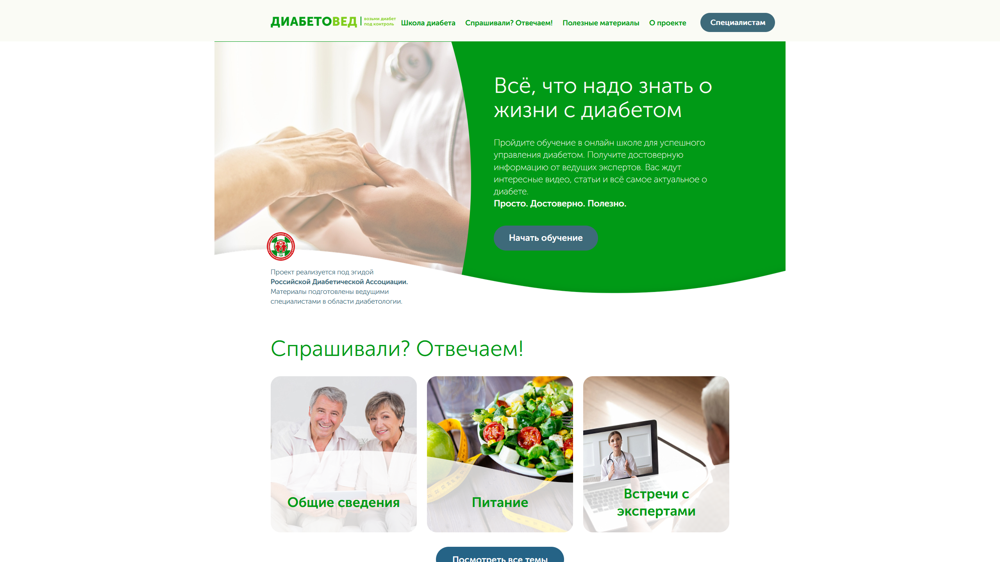 ДИАБЕТОВЕД
возьми диабет
под контроль
Школа диабета
Спрашивали? Отвечаем!
Полезные материалы
О проекте
Специалистам
Всё, что надо знать о
жизни с диабетом
Пройдите обучение в онлайн школе для успешного
управления диабетом. Получите достоверную
информацию от ведущих экспертов. Вас ждут
интересные видео, статьи и всё самое актуальное о
диабете.
Просто. Достоверно. Полезно.
Начать обучение
РДА
Проект реализуется под эгидой
Российской Диабетической Ассоциации.
Материалы подготовлены ведущими
специалистами в области диабетологии.
Спрашивали? Отвечаем!
Общие сведения
Питание
Встречи с
экспертами
Посмотреть все темы